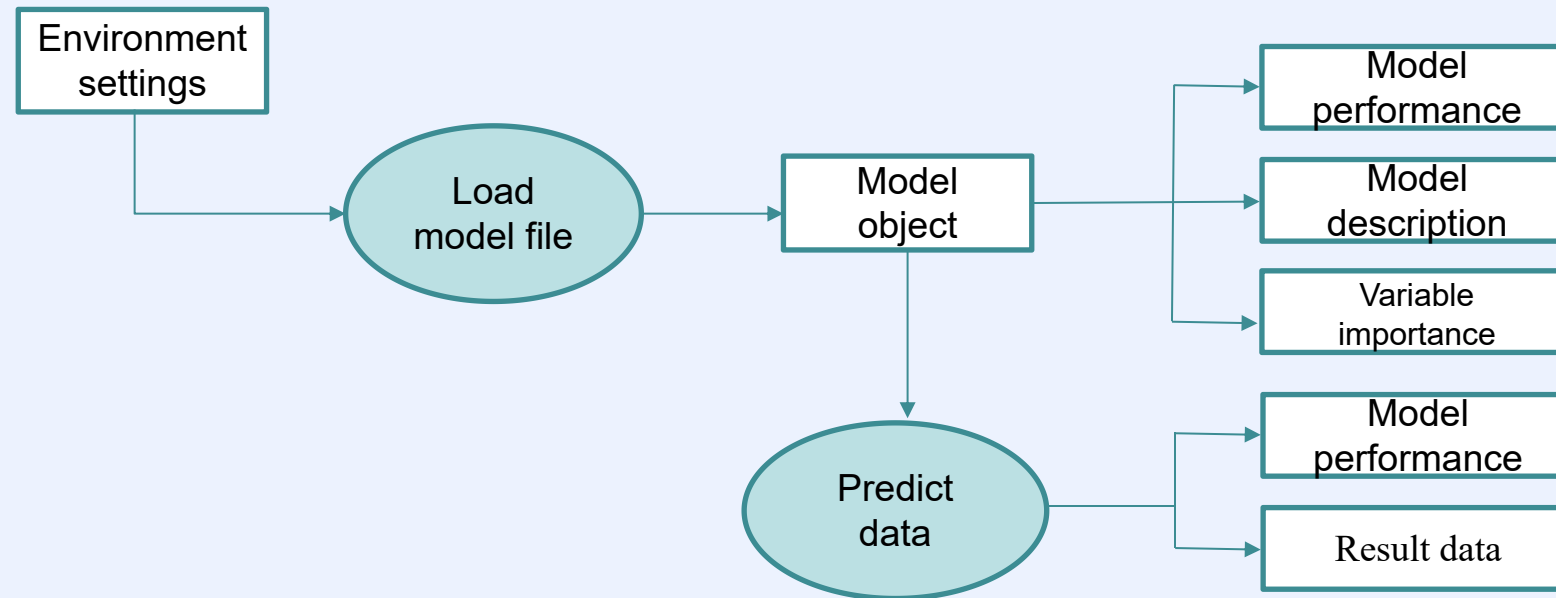 Environment
settings
Load
model file
Model
object
Model
performance
Model
description
Variable
importance
Predict
data
Model
performance
Result data